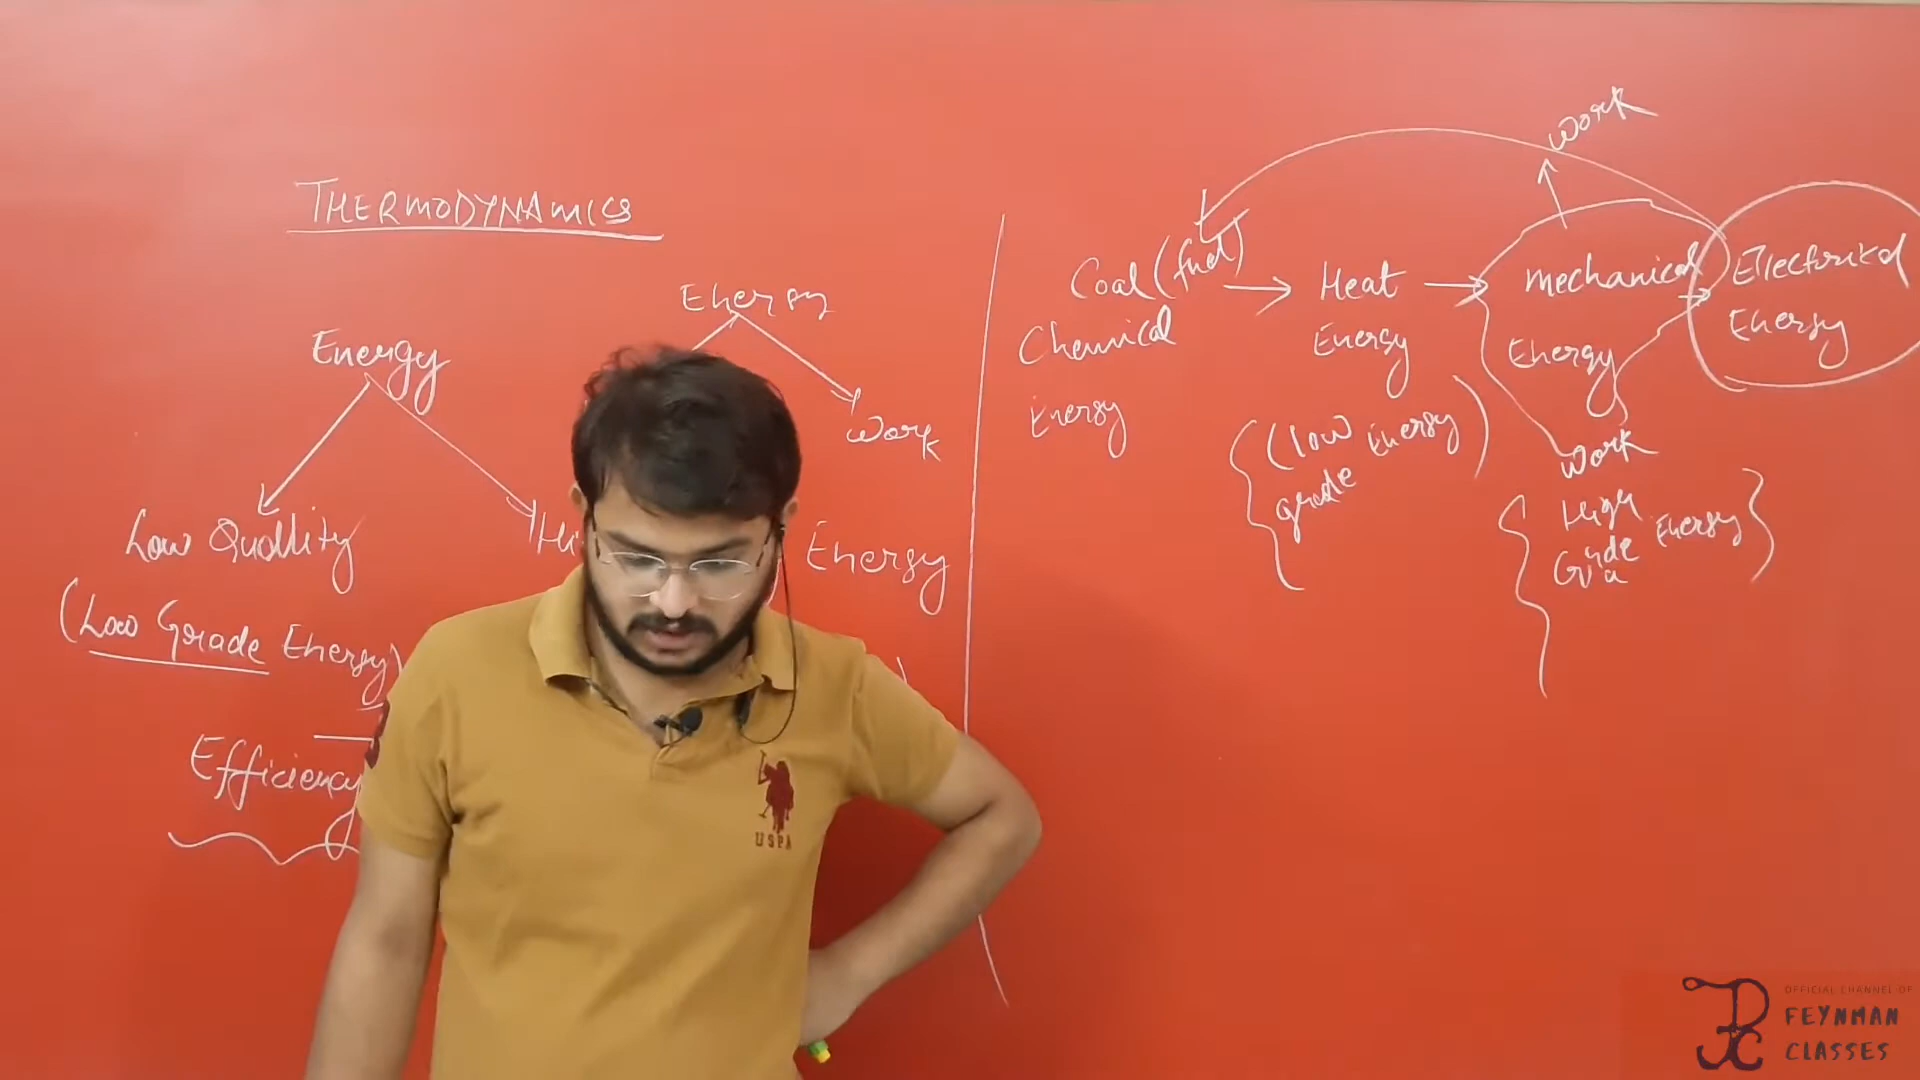 THERMODYNAMICS
Energy
Low Quality
(Low Grade Energy)
Efficiency
Energy
Work
Energy
Work
Coal (fuel) → Heat → mechanical → Electrical
Chemical Energy Energy Energy
Energy
(low Energy
grade
Work
High
Grade Energy
USPA
OFFICIAL CHANNEL OF
FEYNMAN
CLASSES